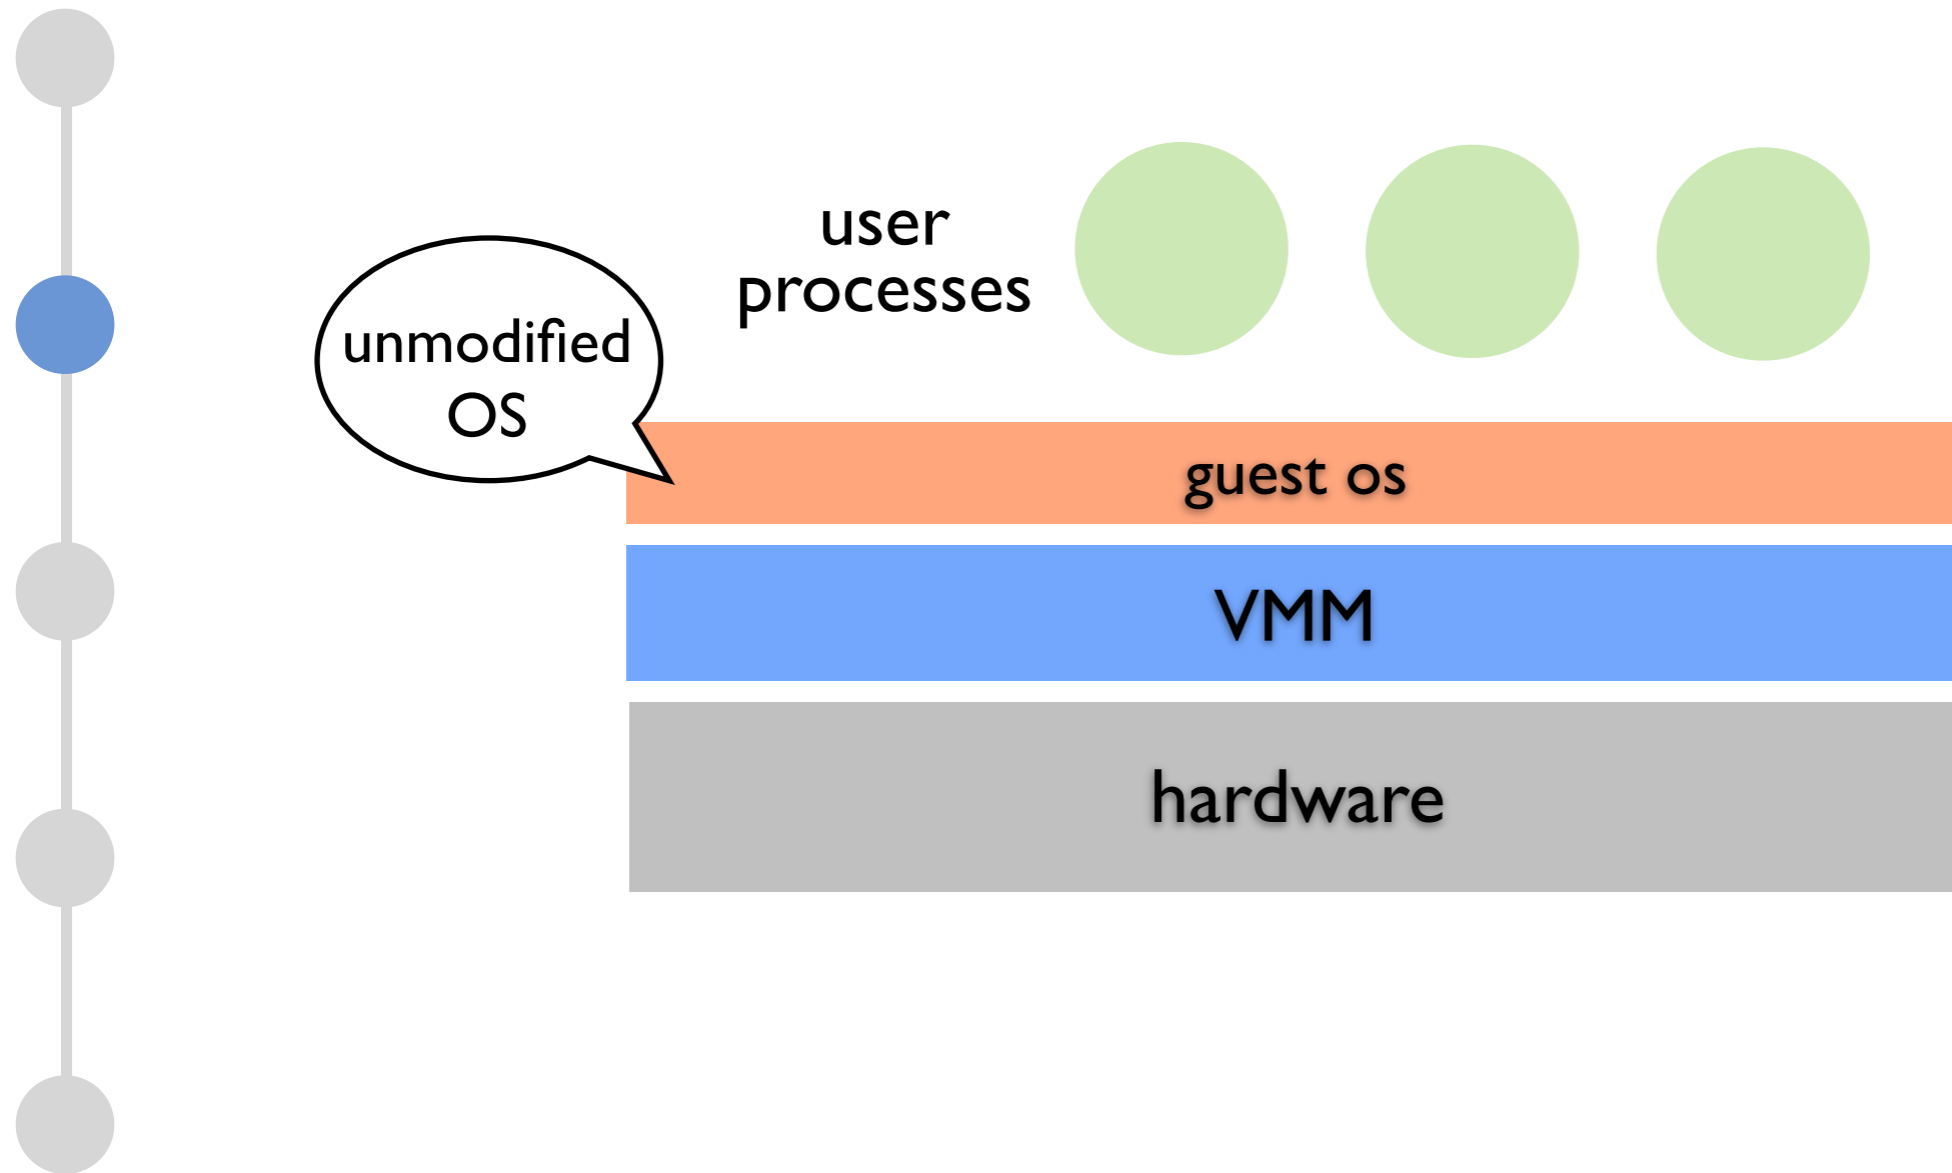 user
processes
unmodified
OS
guest os
VMM
hardware